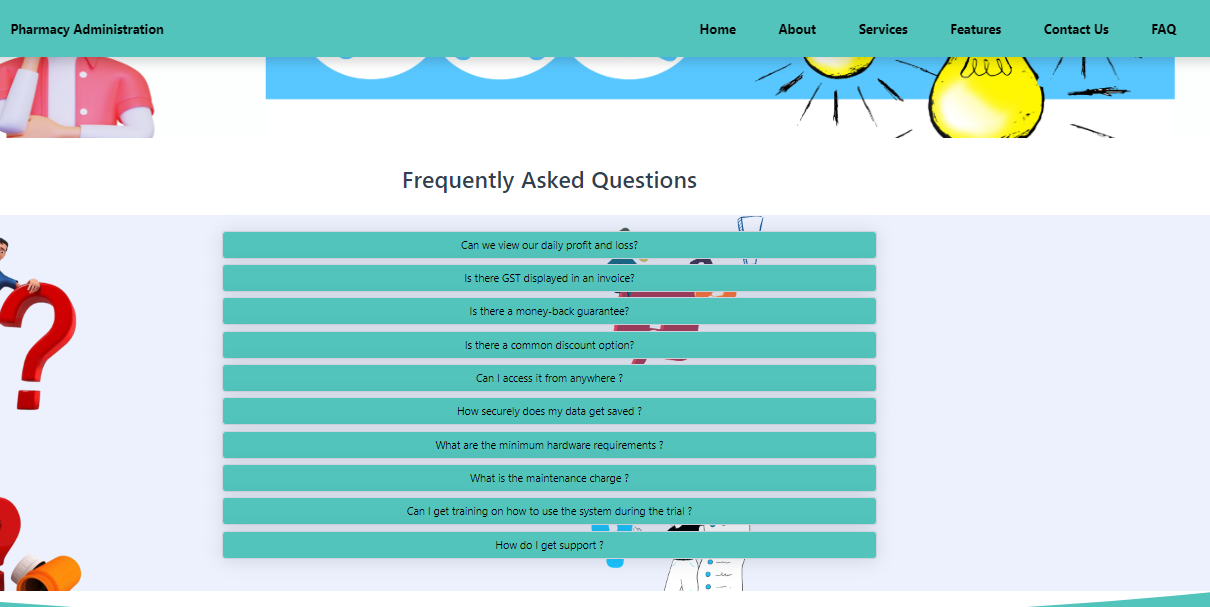 Pharmacy Administration
Home
About
Services
Features
Contact Us
FAQ
Frequently Asked Questions
Can we view our daily profit and loss?
Is there GST displayed in an invoice?
Is there a money-back guarantee?
Is there a common discount option?
Can I access it from anywhere ?
How securely does my data get saved ?
What are the minimum hardware requirements ?
What is the maintenance charge ?
Can I get training on how to use the system during the trial ?
How do I get support ?